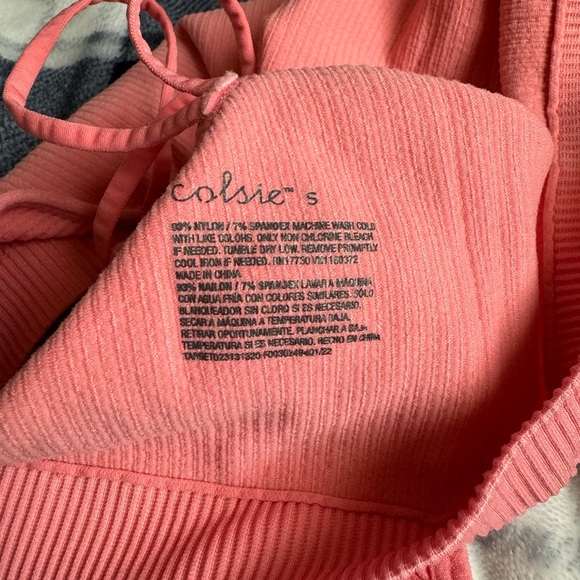 colsie™ s
93% NYLON / 7% SPANDEX MACHINE WASH COLD
WITH LIKE COLORS. ONLY NON CHLORINE BLEACH
IF NEEDED. TUMBLE DRY LOW. REMOVE PROMPTLY
COOL IRON IF NEEDED. RN17730
MADE IN CHINA
93% NAILON / 7% SPANDEX LAVAR A MÁQUINA
CON AGUA FRÍA CON COLORES SIMILARES. SÓLO
BLANQUEADOR SIN CLORO SI ES NECESARIO.
SECAR A MÁQUINA A TEMPERATURA BAJA.
RETIRAR OPORTUNAMENTE. PLANCHAR A BAJA
TEMPERATURA SI ES NECESARIO. HECHO EN CHINA